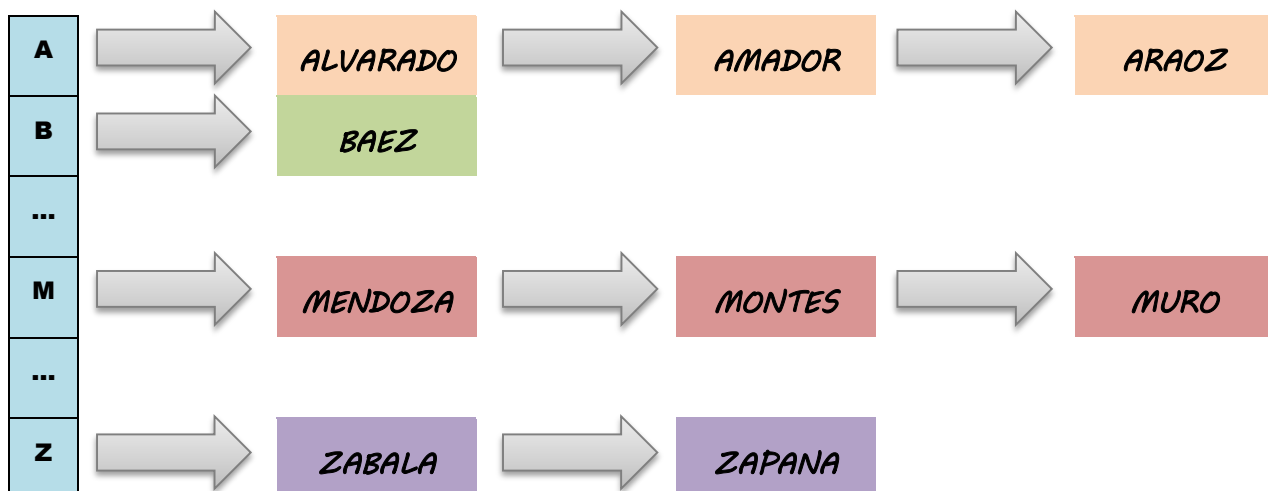 A ALVARADO AMADOR ARAOZ
B BAEZ
...
M MENDOZA MONTES MURO
...
Z ZABALA ZAPANA